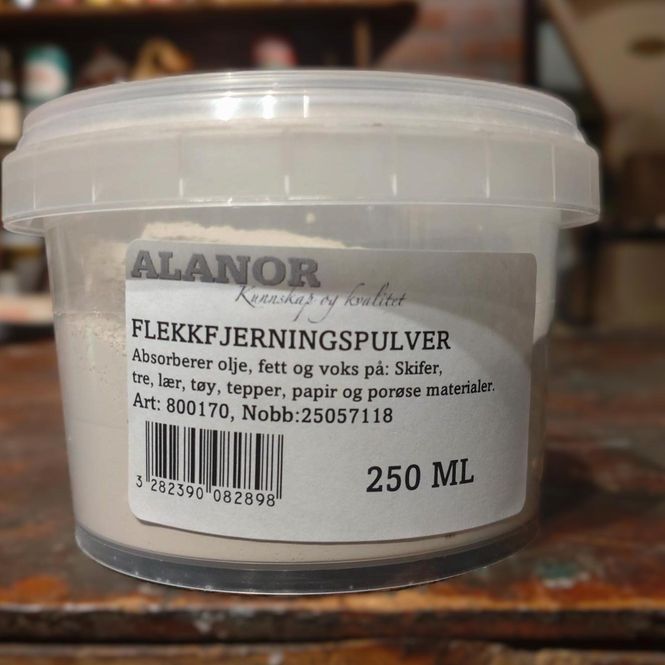 ALANOR
Kunnskap og kvalitet
FLEKKFJERNINGSPULVER
Absorberer olje, fett og voks på: Skifer,
tre, lær, tøy, tepper, papir og porøse materialer.
Art: 800170, Nobb:25057118
3 282390 082898
250 ML